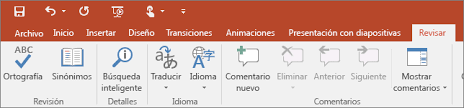 Archivo Inicio Insertar Diseño Transiciones Animaciones Presentación con diapositivas Revisar
ABC
Ortografía Sinónimos Búsqueda inteligente Traducir Idioma Comentario nuevo Eliminar Anterior Siguiente Mostrar comentarios
Revisión Detalles Idioma Comentarios